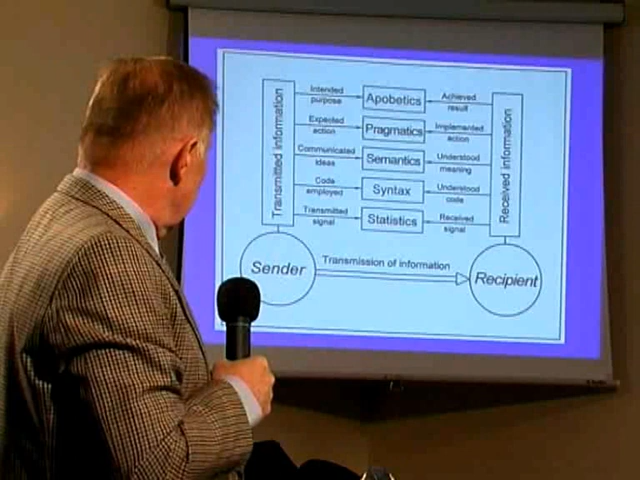 Transmitted information
Intended
purpose
Apobetics
Achieved
result
Expected
action
Pragmatics
Implemented
action
Communicated
ideas
Semantics
Understood
meaning
Code
employed
Syntax
Understood
code
Transmitted
signal
Statistics
Received
signal
Received information
Sender
Transmission of information
Recipient